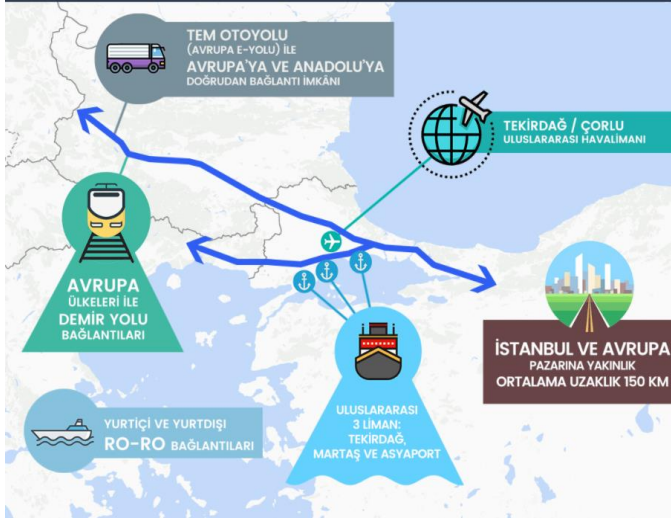 TEM OTOYOLU
(AVRUPA E-YOLU) İLE
AVRUPA'YA VE ANADOLU'YA
DOĞRUDAN BAĞLANTI İMKÂNI
TEKİRDAĞ / ÇORLU
ULUSLARARASI HAVALİMANI
AVRUPA
ÜLKELERİ İLE
DEMİR YOLU
BAĞLANTILARI
İSTANBUL VE AVRUPA
PAZARINA YAKINLIK
ORTALAMA UZAKLIK 150 KM
ULUSLARARASI
3 LİMAN:
TEKİRDAĞ,
MARTAŞ VE ASYAPORT
YURTİÇİ VE YURTDIŞI
RO-RO BAĞLANTILARI